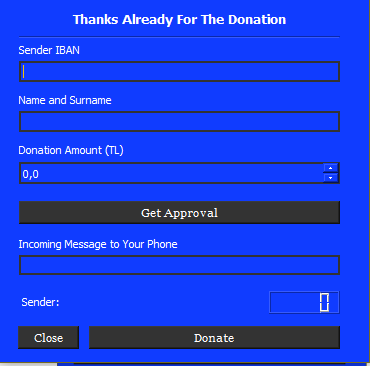 Thanks Already For The Donation
Sender IBAN
Name and Surname
Donation Amount (TL)
0,0
Get Approval
Incoming Message to Your Phone
Sender: 0
Close Donate